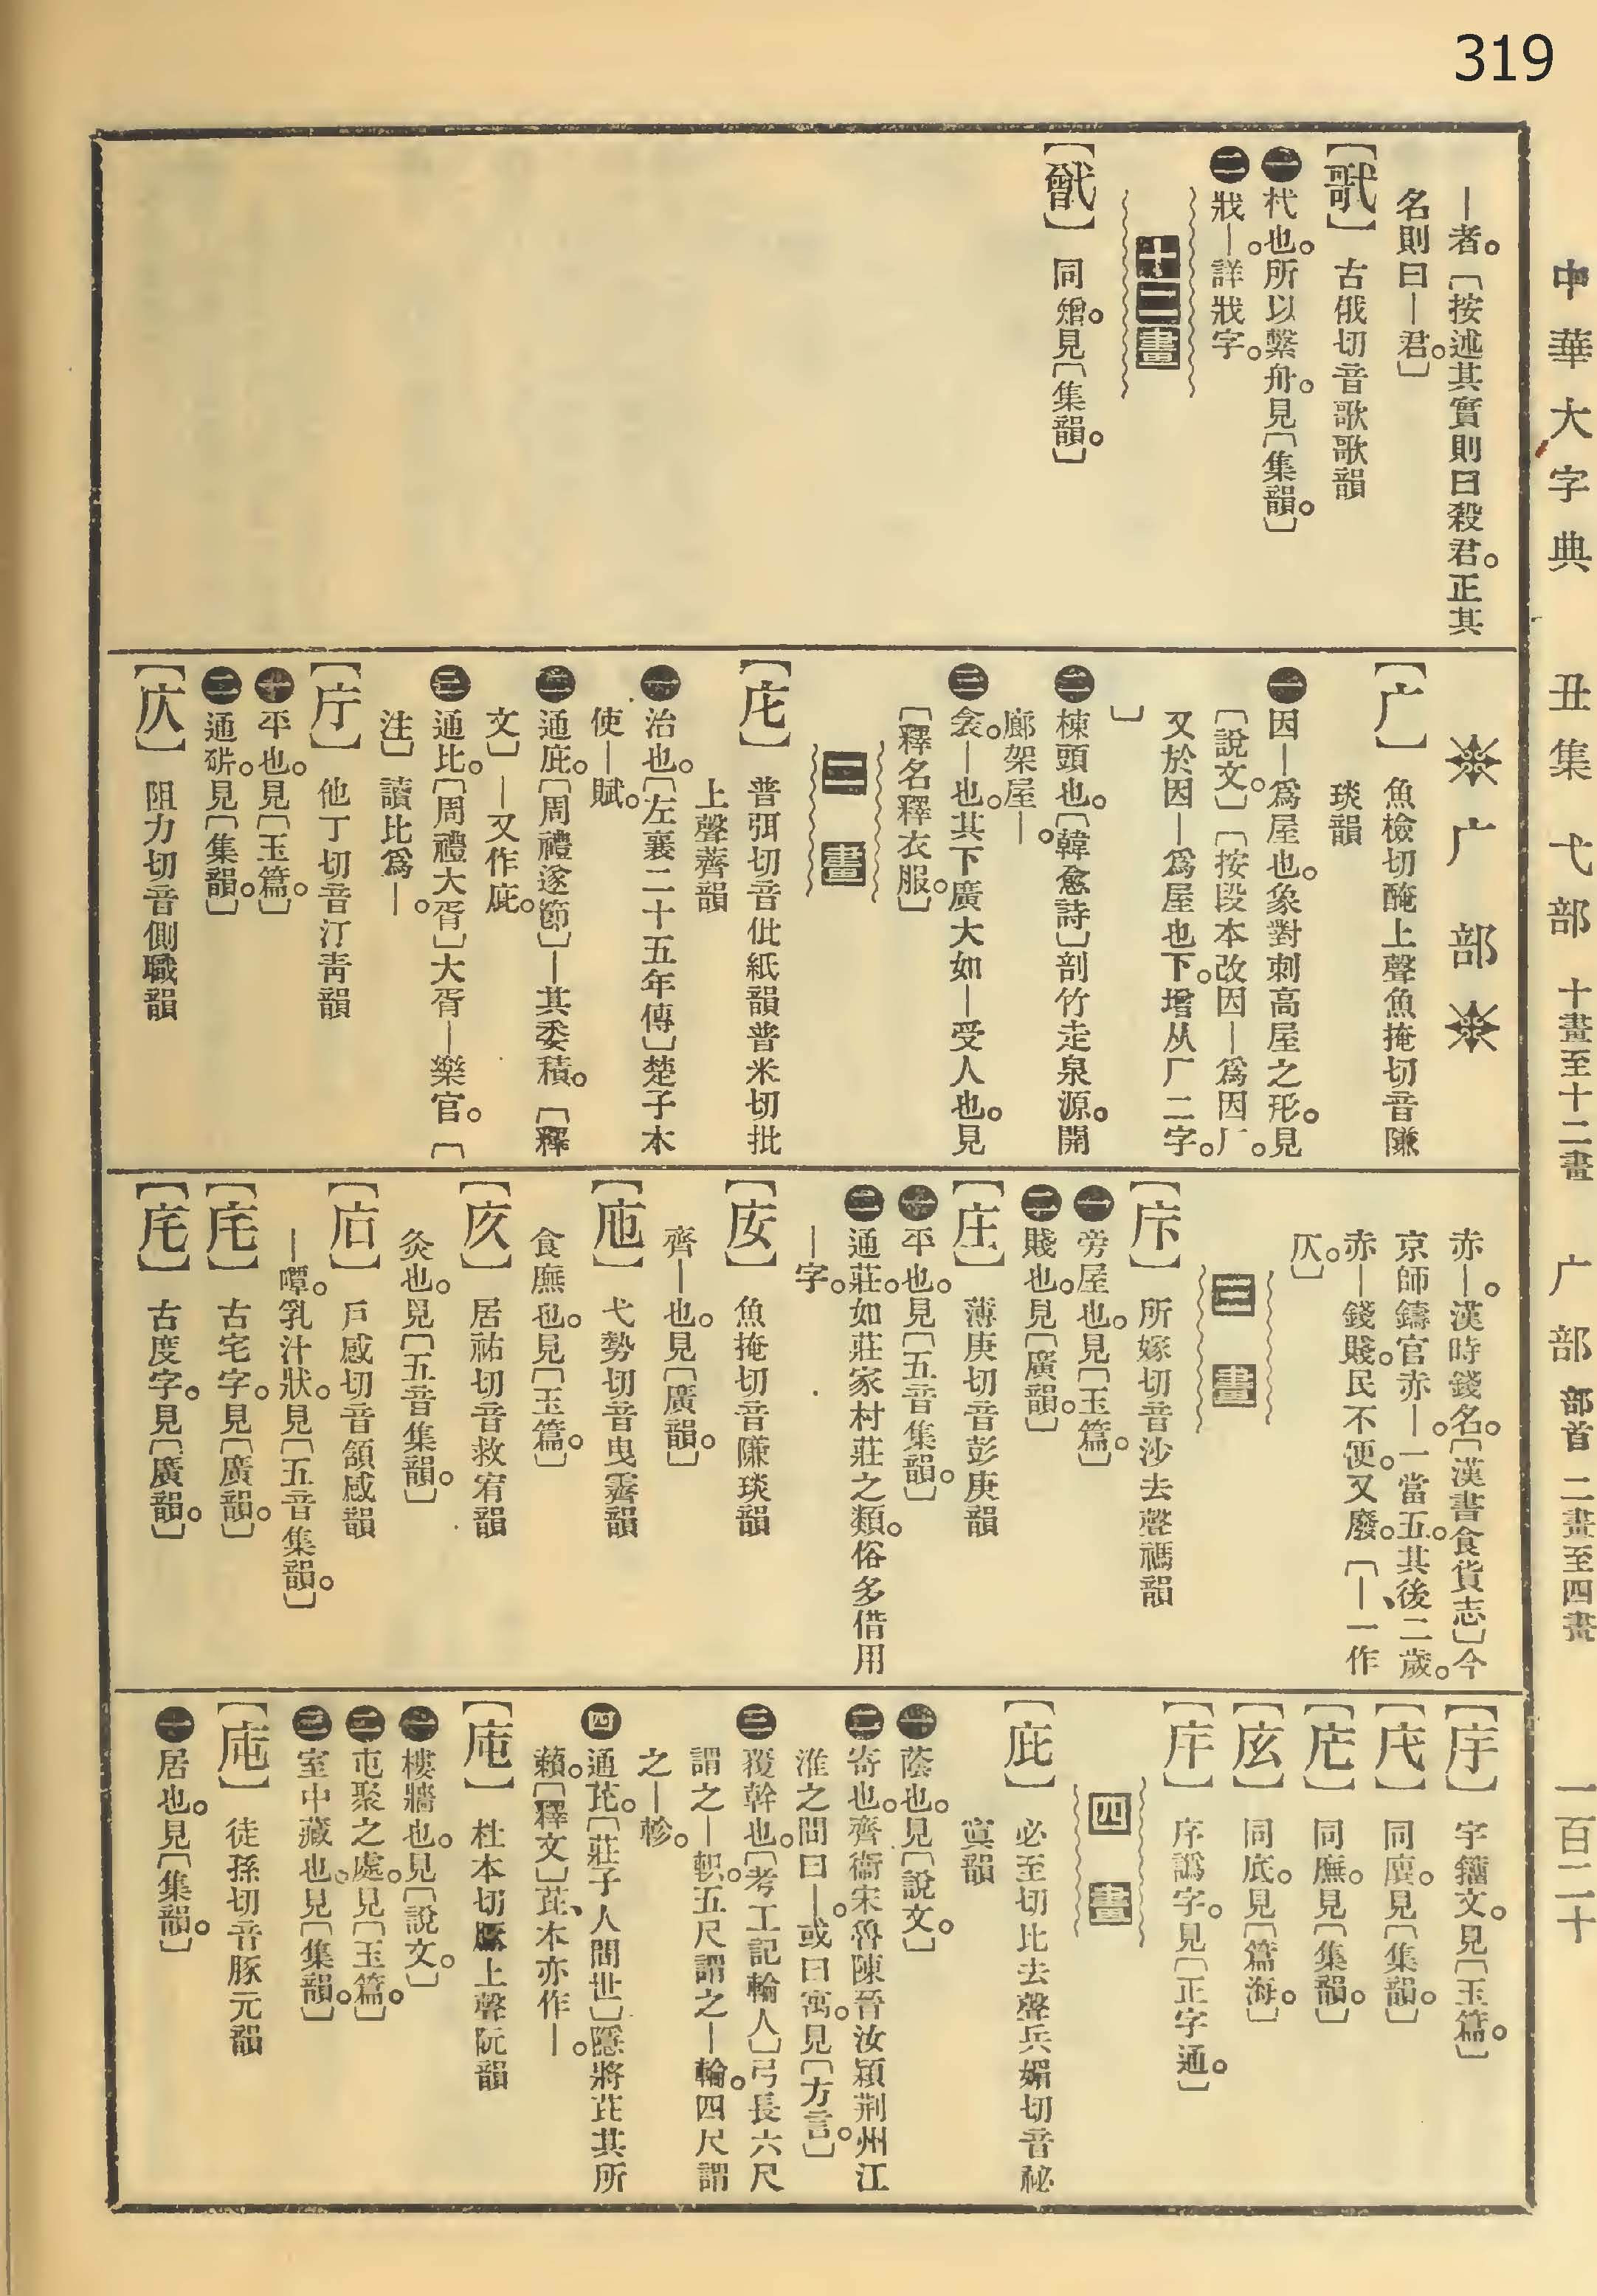 319
中華大字典 丑集 弋部 十畫至十二畫 广部 部首 二畫至四畫 一百二十
｜者。〔按述其實則曰殺君。正其
名則曰｜君。〕
古俄切音歌歌韻
㊀杙也。所以繫舟。見〔集韻。〕
㊁戕｜。詳戕字。
十二畫
同矰。見〔集韻。〕
广部
【广】魚檢切醃上聲魚掩切音隒
琰韻
㊀因｜爲屋也。象對刺高屋之形。見
〔說文。〕〔按段本改因｜爲因厂。
又於因｜爲屋也下。增从厂二字。
〕
㊁棟頭也。〔韓愈詩〕剖竹走泉源。開
廊架屋｜。
㊂衾。｜也。其下廣大如｜受人也。見
〔釋名釋衣服。〕
二畫
【庀】普弭切音仳紙韻普米切批
上聲薺韻
㊀治也。〔左襄二十五年傳〕楚子木
使｜賦。
㊁通庇。〔周禮遂節〕｜其委積。〔釋
文〕｜又作庇。
㊂通比。〔周禮大胥〕大胥｜樂官。〔
注〕讀比爲｜。
【庁】他丁切音汀靑韻
㊀平也。見〔玉篇。〕
㊁通㡿。見〔集韻。〕
【庂】阻力切音側職韻
赤｜。漢時錢名。〔漢書食貨志〕今
京師鑄官赤｜。一當五。其後二歲。
赤｜錢賤。民不便。又廢。〔｜、一作
仄。〕
三畫
【庌】所嫁切音沙去聲禡韻
㊀旁屋也。見〔玉篇。〕
㊁賤也。見〔廣韻。〕
【庄】薄庚切音彭庚韻
㊀平也。見〔五音集韻。〕
㊁通莊。如莊家村莊之類。俗多借用
｜字。
魚掩切音隒琰韻
齊｜也。見〔廣韻。〕
弋勢切音曳霽韻
食廡也。見〔玉篇。〕
居祐切音救宥韻
灸也。見〔五音集韻。〕
戶感切音頷感韻
｜嘾。乳汁狀。見〔五音集韻。〕
【㡯】古宅字。見〔廣韻。〕
【㡯】古度字。見〔廣韻。〕
宇籒文。見〔玉篇。〕
同廙。見〔集韻。〕
同廡。見〔集韻。〕
同底。見〔篇海。〕
序譌字。見〔正字通。〕
四畫
【庇】必至切比去聲兵媚切音祕
寘韻
㊀蔭也。見〔說文。〕
㊁寄也。齊衞宋魯陳晉汝潁荆州江
淮之閒曰｜。或曰寓。見〔方言。〕
㊂覆幹也。〔考工記輪人〕弓長六尺
謂之｜軹。五尺謂之｜輪。四尺謂
之｜軫。
㊃通芘。〔莊子人閒世〕隱將芘其所
藾。〔釋文〕芘、本亦作｜。
【庉】杜本切豚上聲阮韻
㊀樓牆也。見〔說文。〕
㊁屯聚之處。見〔玉篇。〕
㊂室中藏也。見〔集韻。〕
【庉】徒孫切音豚元韻
㊀居也。見〔集韻。〕